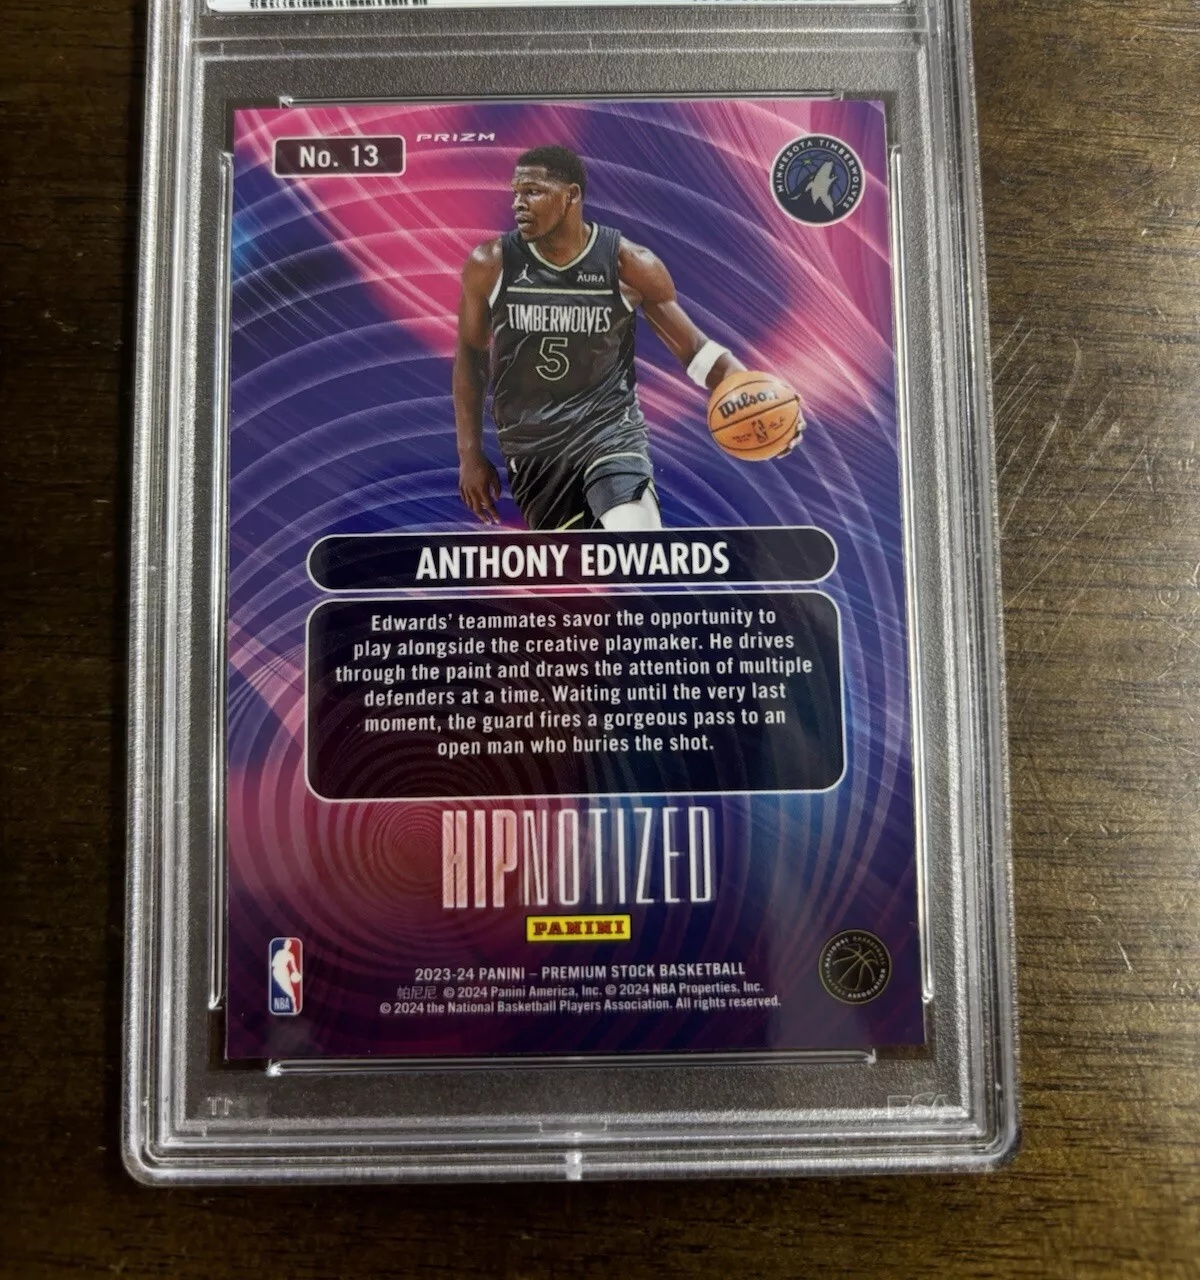 No. 13
PRIZM
MINNESOTA TIMBERWOLVES
AURA
TIMBERWOLVES
5
Wilson
ANTHONY EDWARDS
Edwards’ teammates savor the opportunity to
play alongside the creative playmaker. He drives
through the paint and draws the attention of multiple
defenders at a time. Waiting until the very last
moment, the guard fires a gorgeous pass to an
open man who buries the shot.
HIPNOTIZED
PANINI
NBA
2023-24 PANINI – PREMIUM STOCK BASKETBALL
帕尼尼 © 2024 Panini America, Inc. © 2024 NBA Properties, Inc.
© 2024 the National Basketball Players Association. All rights reserved.
PSA